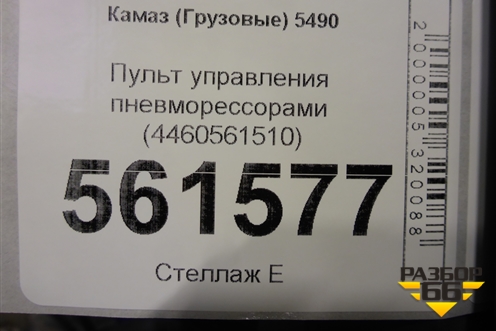 Камаз (Грузовые) 5490
Пульт управления
пневморессорами
(4460561510)
561577
Стеллаж Е
2000005320088
РАЗБОР
66